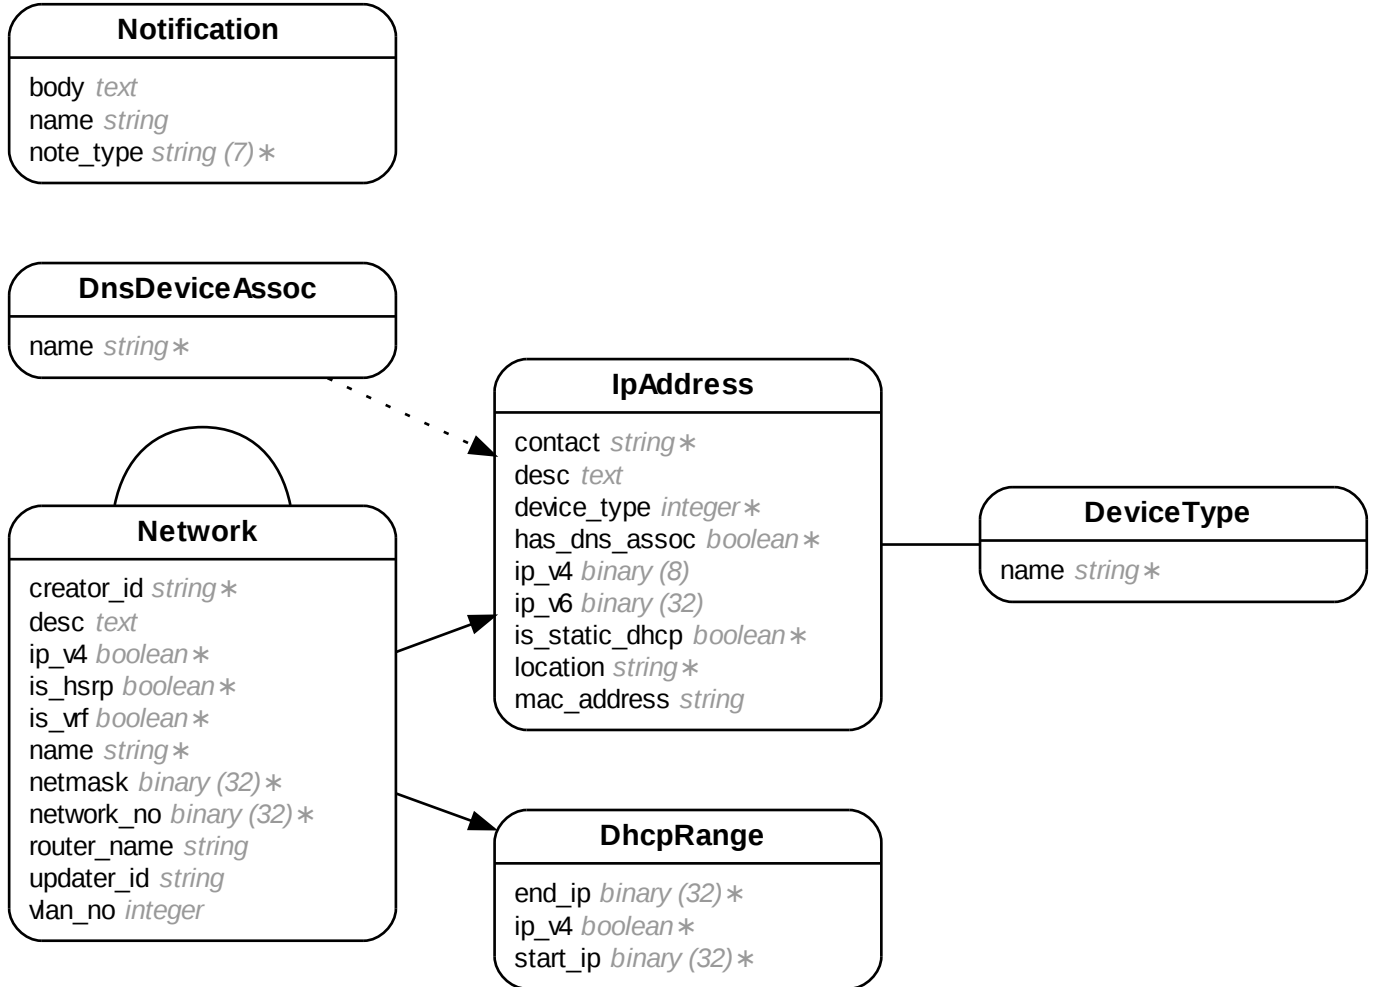 Notification
body text
name string
note_type string (7)∗
DnsDeviceAssoc
name string∗
Network
creator_id string∗
desc text
ip_v4 boolean∗
is_hsrp boolean∗
is_vrf boolean∗
name string∗
netmask binary (32)∗
network_no binary (32)∗
router_name string
updater_id string
vlan_no integer
IpAddress
contact string∗
desc text
device_type integer∗
has_dns_assoc boolean∗
ip_v4 binary (8)
ip_v6 binary (32)
is_static_dhcp boolean∗
location string∗
mac_address string
DhcpRange
end_ip binary (32)∗
ip_v4 boolean∗
start_ip binary (32)∗
DeviceType
name string∗